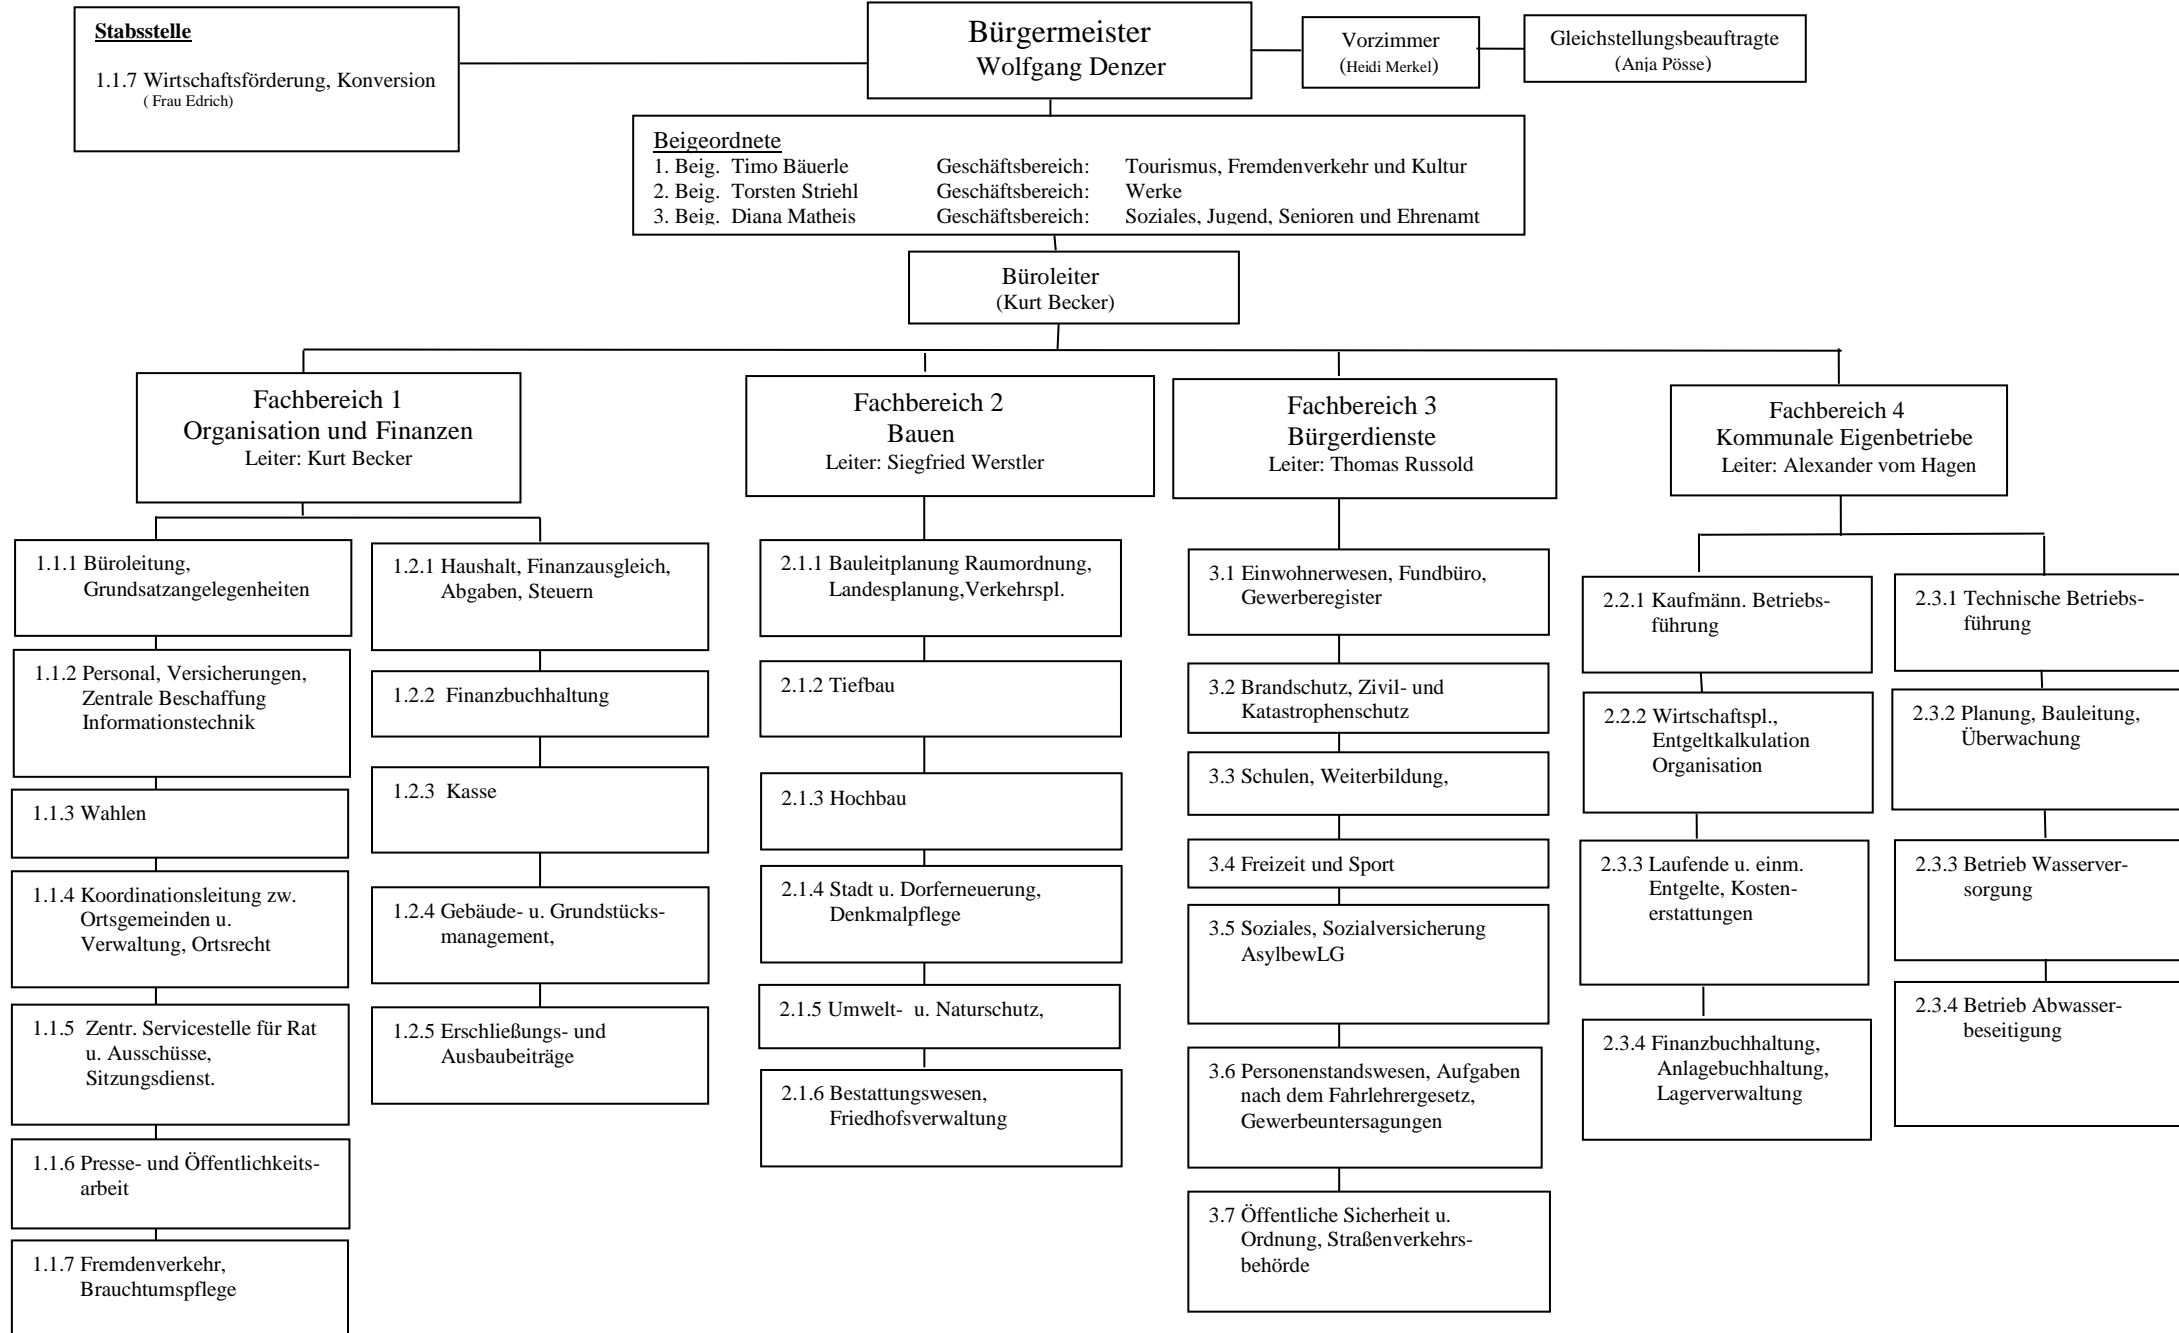 Stabsstelle
1.1.7 Wirtschaftsförderung, Konversion
( Frau Edrich)
Bürgermeister
Wolfgang Denzer
Vorzimmer
(Heidi Merkel)
Gleichstellungsbeauftragte
(Anja Pösse)
Beigeordnete
1. Beig. Timo Bäuerle Geschäftsbereich: Tourismus, Fremdenverkehr und Kultur
2. Beig. Torsten Striehl Geschäftsbereich: Werke
3. Beig. Diana Matheis Geschäftsbereich: Soziales, Jugend, Senioren und Ehrenamt
Büroleiter
(Kurt Becker)
Fachbereich 1
Organisation und Finanzen
Leiter: Kurt Becker
Fachbereich 2
Bauen
Leiter: Siegfried Werstler
Fachbereich 3
Bürgerdienste
Leiter: Thomas Russold
Fachbereich 4
Kommunale Eigenbetriebe
Leiter: Alexander vom Hagen
1.1.1 Büroleitung,
Grundsatzangelegenheiten
1.1.2 Personal, Versicherungen,
Zentrale Beschaffung
Informationstechnik
1.1.3 Wahlen
1.1.4 Koordinationsleitung zw.
Ortsgemeinden u.
Verwaltung, Ortsrecht
1.1.5 Zentr. Servicestelle für Rat
u. Ausschüsse,
Sitzungsdienst.
1.1.6 Presse- und Öffentlichkeits-
arbeit
1.1.7 Fremdenverkehr,
Brauchtumspflege
1.2.1 Haushalt, Finanzausgleich,
Abgaben, Steuern
1.2.2 Finanzbuchhaltung
1.2.3 Kasse
1.2.4 Gebäude- u. Grundstücks-
management,
1.2.5 Erschließungs- und
Ausbaubeiträge
2.1.1 Bauleitplanung Raumordnung,
Landesplanung,Verkehrspl.
2.1.2 Tiefbau
2.1.3 Hochbau
2.1.4 Stadt u. Dorferneuerung,
Denkmalpflege
2.1.5 Umwelt- u. Naturschutz,
2.1.6 Bestattungswesen,
Friedhofsverwaltung
3.1 Einwohnerwesen, Fundbüro,
Gewerberegister
3.2 Brandschutz, Zivil- und
Katastrophenschutz
3.3 Schulen, Weiterbildung,
3.4 Freizeit und Sport
3.5 Soziales, Sozialversicherung
AsylbewLG
3.6 Personenstandswesen, Aufgaben
nach dem Fahrlehrergesetz,
Gewerbeuntersagungen
3.7 Öffentliche Sicherheit u.
Ordnung, Straßenverkehrs-
behörde
2.2.1 Kaufmänn. Betriebs-
führung
2.2.2 Wirtschaftspl.,
Entgeltkalkulation
Organisation
2.3.3 Laufende u. einm.
Entgelte, Kosten-
erstattungen
2.3.4 Finanzbuchhaltung,
Anlagebuchhaltung,
Lagerverwaltung
2.3.1 Technische Betriebs-
führung
2.3.2 Planung, Bauleitung,
Überwachung
2.3.3 Betrieb Wasserver-
sorgung
2.3.4 Betrieb Abwasser-
beseitigung